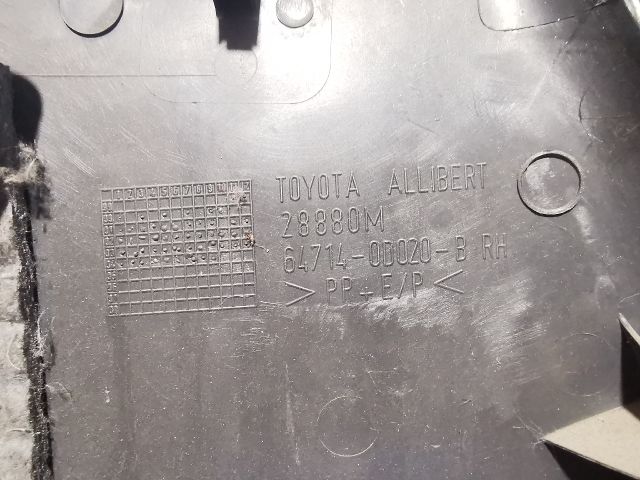 TOYOTA ALLIBERT
28880M
64714-0D020-B RH
> PP+E/P <